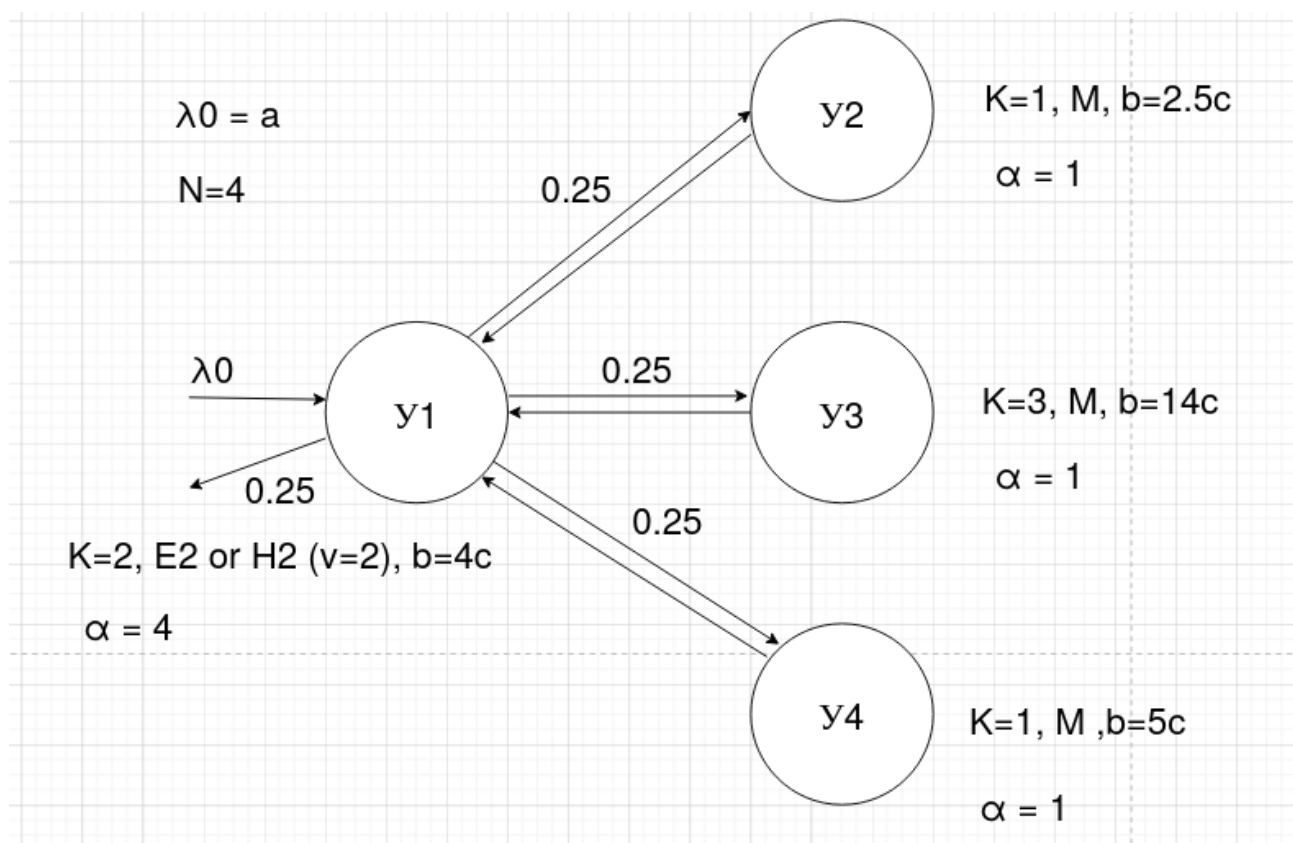 λ0 = a
N=4
У2
K=1, M, b=2.5c
α = 1
0.25
λ0
0.25
У1
У3
K=3, M, b=14c
α = 1
0.25
0.25
K=2, E2 or H2 (v=2), b=4c
α = 4
У4
K=1, M ,b=5c
α = 1